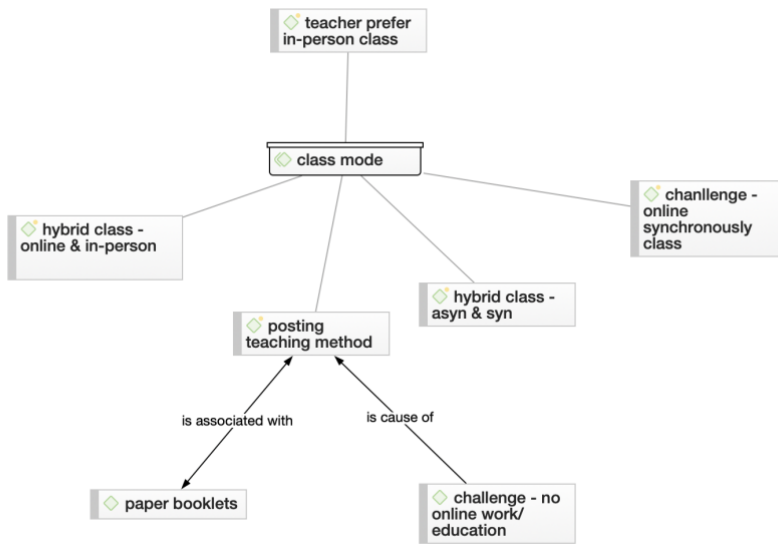 teacher prefer
in-person class
class mode
chanllenge -
online
synchronously
class
hybrid class -
online & in-person
hybrid class -
asyn & syn
posting
teaching method
is associated with
is cause of
paper booklets
challenge - no
online work/
education